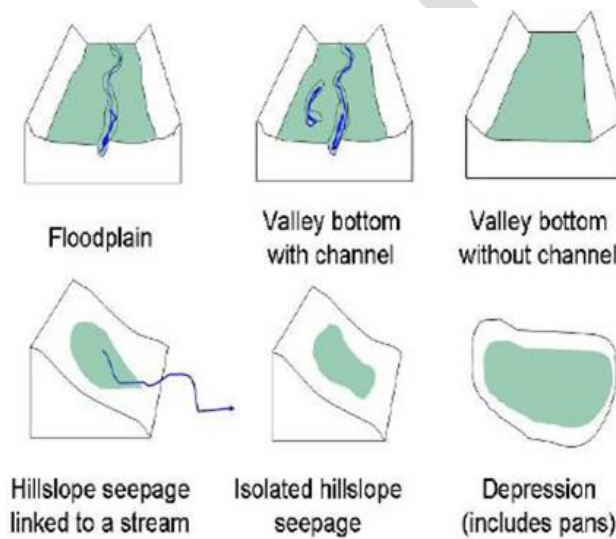 Floodplain
Valley bottom
with channel
Valley bottom
without channel
Hillslope seepage
linked to a stream
Isolated hillslope
seepage
Depression
(includes pans)